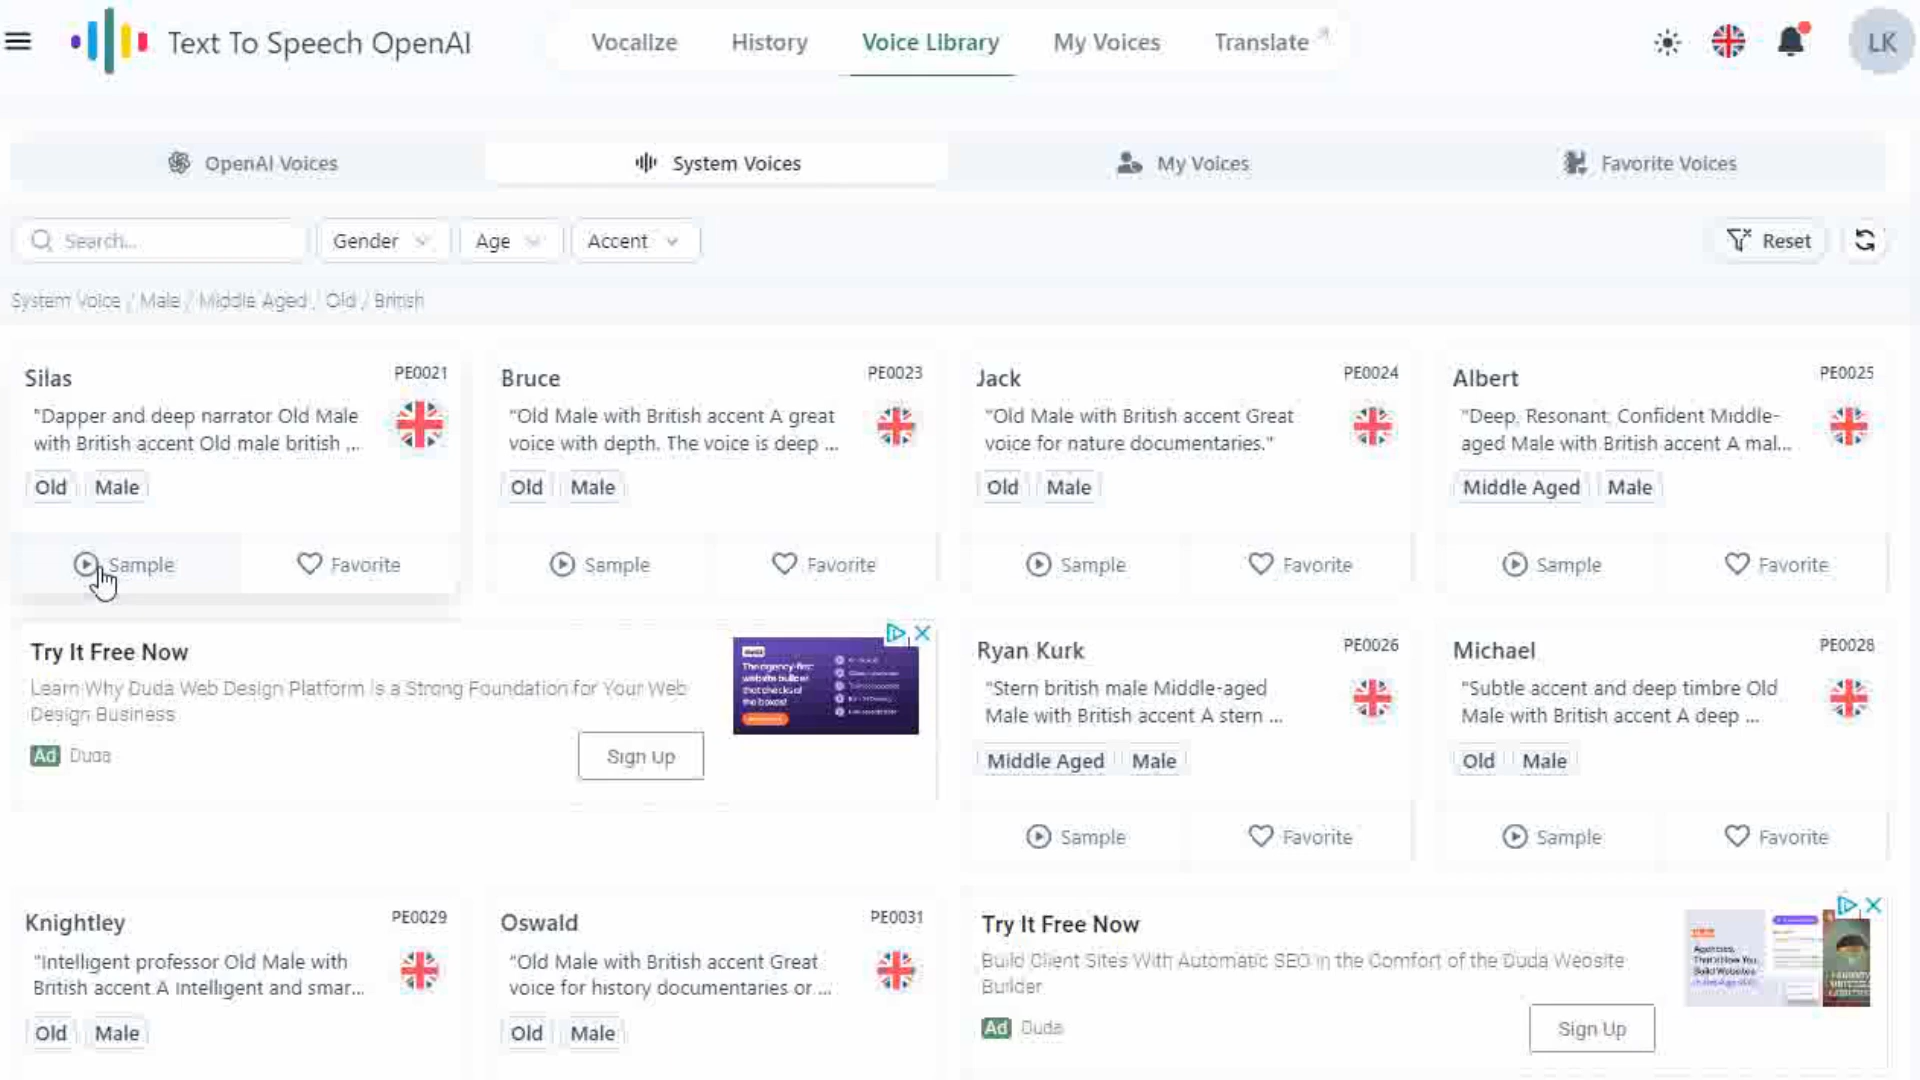 Text To Speech OpenAI
Vocalize
History
Voice Library
My Voices
Translate
LK
OpenAI Voices
System Voices
My Voices
Favorite Voices
Search...
Gender
Age
Accent
Reset
System Voice / Male / Middle Aged / Old / British
Silas
PE0021
"Dapper and deep narrator Old Male
with British accent Old male british ...
Old
Male
Sample
Favorite
Bruce
PE0023
"Old Male with British accent A great
voice with depth. The voice is deep ...
Old
Male
Sample
Favorite
Jack
PE0024
"Old Male with British accent Great
voice for nature documentaries."
Old
Male
Sample
Favorite
Albert
PE0025
"Deep, Resonant, Confident Middle-
aged Male with British accent A mal...
Middle Aged
Male
Sample
Favorite
Try It Free Now
Learn Why Duda Web Design Platform Is a Strong Foundation for Your Web
Design Business
Ad Duda
Sign Up
The agency-first
website builder
that checks all
the boxes!
Ryan Kurk
PE0026
"Stern british male Middle-aged
Male with British accent A stern ...
Middle Aged
Male
Sample
Favorite
Michael
PE0028
"Subtle accent and deep timbre Old
Male with British accent A deep ...
Old
Male
Sample
Favorite
Knightley
PE0029
"Intelligent professor Old Male with
British accent A Intelligent and smar...
Old
Male
Oswald
PE0031
"Old Male with British accent Great
voice for history documentaries or ...
Old
Male
Try It Free Now
Build Client Sites With Automatic SEO in the Comfort of the Duda Website
Builder
Ad Duda
Sign Up